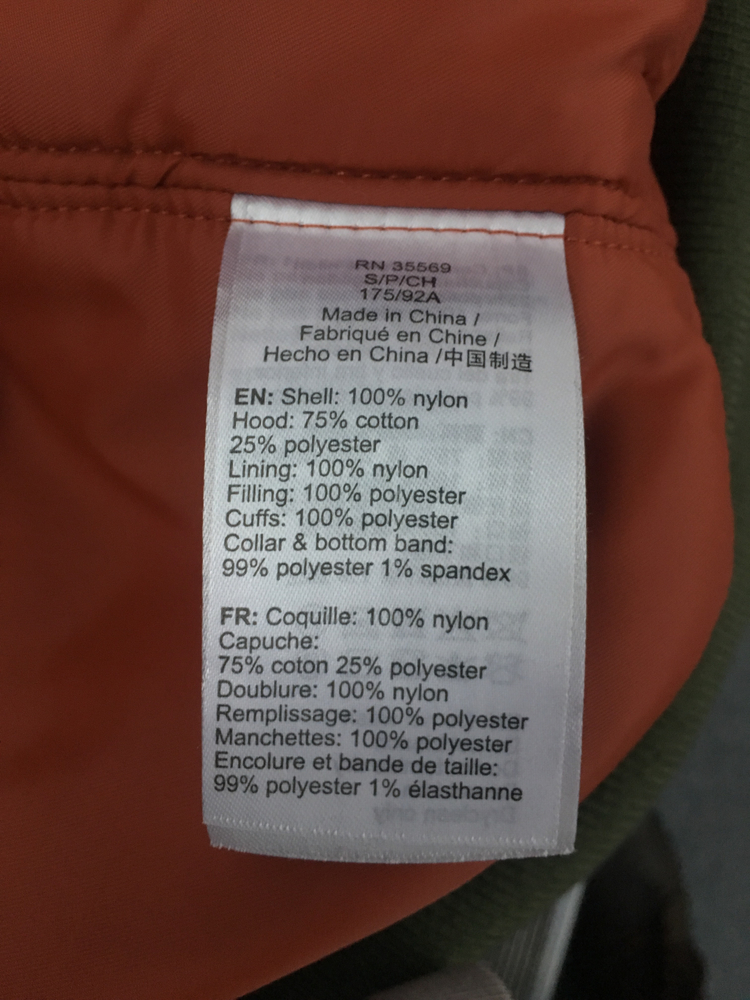 RN 35569
S/P/CH
175/92A
Made in China /
Fabriqué en Chine /
Hecho en China /中国制造
EN: Shell: 100% nylon
Hood: 75% cotton
25% polyester
Lining: 100% nylon
Filling: 100% polyester
Cuffs: 100% polyester
Collar & bottom band:
99% polyester 1% spandex
FR: Coquille: 100% nylon
Capuche:
75% coton 25% polyester
Doublure: 100% nylon
Remplissage: 100% polyester
Manchettes: 100% polyester
Encolure et bande de taille:
99% polyester 1% élasthanne
Dryclean only